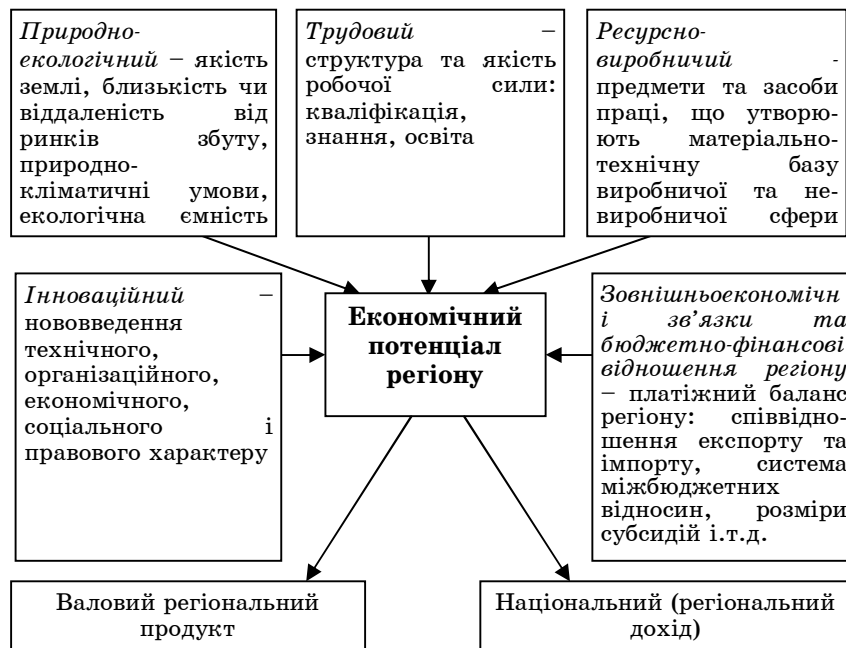 Природно-
екологічний – якість
землі, близькість чи
віддаленість від
ринків збуту,
природно-
кліматичні умови,
екологічна ємність
Трудовий –
структура та якість
робочої сили:
кваліфікація,
знання, освіта
Ресурсно-
виробничий -
предмети та засоби
праці, що утворю-
ють матеріально-
технічну базу
виробничої та не-
виробничої сфери
Інноваційний –
нововведення
технічного,
організаційного,
економічного,
соціального і
правового характеру
Економічний
потенціал
регіону
Зовнішньоекономічн
і зв’язки та
бюджетно-фінансові
відношення регіону
– платіжний баланс
регіону: співвідно-
шення експорту та
імпорту, система
міжбюджетних
відносин, розміри
субсидій і.т.д.
Валовий регіональний
продукт
Національний (регіональний
дохід)